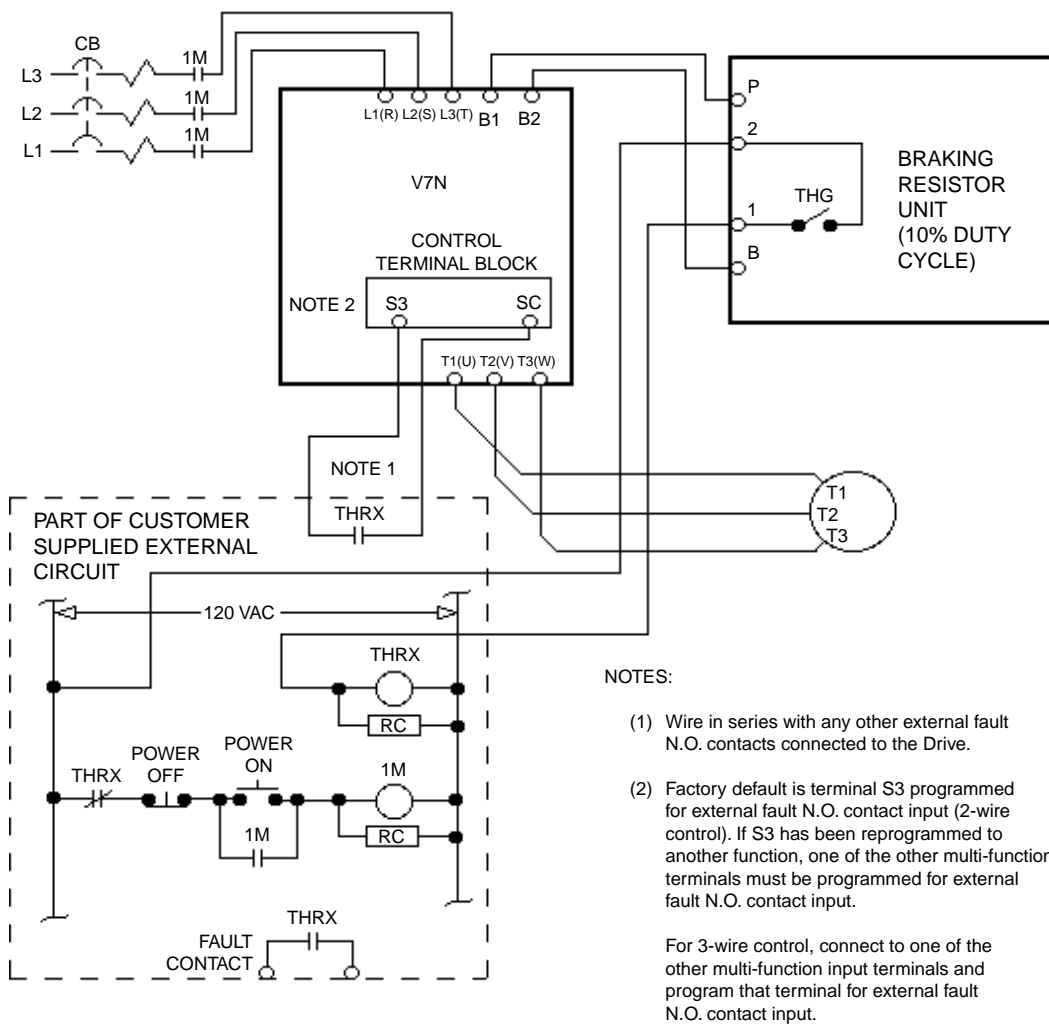 CB
1M
L3
1M
L2
1M
L1
L1(R) L2(S) L3(T) B1 B2
V7N
CONTROL
TERMINAL BLOCK
NOTE 2
S3 SC
T1(U) T2(V) T3(W)
P
2
THG
1
B
BRAKING
RESISTOR
UNIT
(10% DUTY
CYCLE)
NOTE 1
THRX
T1
T2
T3
PART OF CUSTOMER
SUPPLIED EXTERNAL
CIRCUIT
120 VAC
THRX
RC
THRX
POWER
OFF
POWER
ON
1M
1M
RC
THRX
FAULT
CONTACT
NOTES:
(1) Wire in series with any other external fault
N.O. contacts connected to the Drive.
(2) Factory default is terminal S3 programmed
for external fault N.O. contact input (2-wire
control). If S3 has been reprogrammed to
another function, one of the other multi-function
terminals must be programmed for external
fault N.O. contact input.
For 3-wire control, connect to one of the
other multi-function input terminals and
program that terminal for external fault
N.O. contact input.